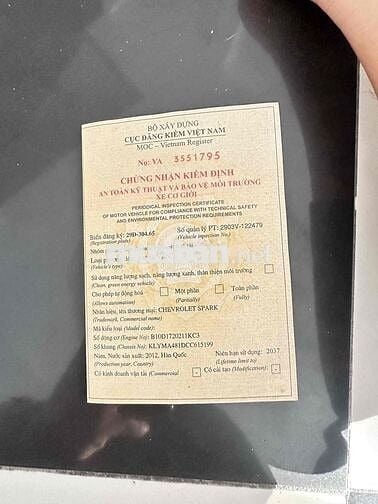 BỘ XÂY DỰNG
CỤC ĐĂNG KIỂM VIỆT NAM
MOC – Vietnam Register
No: VA 3551795
CHỨNG NHẬN KIỂM ĐỊNH
AN TOÀN KỸ THUẬT VÀ BẢO VỆ MÔI TRƯỜNG
XE CƠ GIỚI
PERIODICAL INSPECTION CERTIFICATE
OF MOTOR VEHICLE FOR COMPLIANCE WITH TECHNICAL SAFETY
AND ENVIRONMENTAL PROTECTION REQUIREMENTS
Biển đăng ký: 29D-304.65 Số quản lý PT: 2903V-122479
(Registration plate) (Vehicle inspection No.)
Nhóm
Loại
(Vehicle's type)
muaban.net
Sử dụng năng lượng sạch, năng lượng xanh, thân thiện môi trường
(Clean, green energy vehicle)
Cho phép tự động hoá Một phần Toàn phần
(Allows automation) (Partially) (Fully)
Nhãn hiệu, tên thương mại: CHEVROLET SPARK
(Trademark, Commercial name)
Mã kiểu loại (Model code):
Số động cơ (Engine No): B10D1720211KC3
Số khung (Chassis No): KLYMA481DCC615199
Năm, Nước sản xuất: 2012, Hàn Quốc Niên hạn sử dụng: 2037
(Production year, Country) (Lifetime limit to)
Có kinh doanh vận tải (Commercial Có cải tạo (Modification):